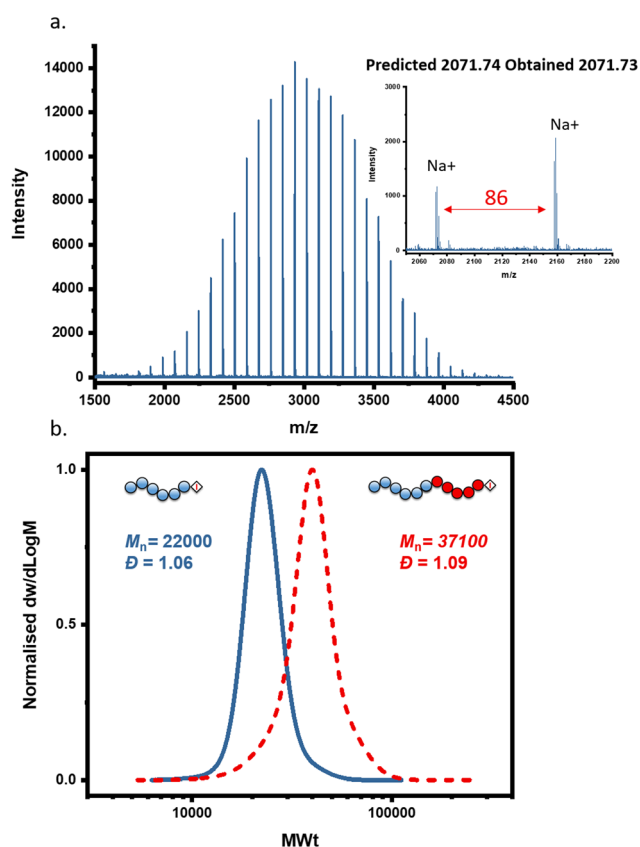 a.
Predicted 2071.74 Obtained 2071.73
14000
12000
10000
8000
6000
4000
2000
0
Intensity
1500
2000
2500
3000
3500
4000
4500
m/z
3000
2000
1000
0
Intensity
Na+
Na+
86
2060
2080
2100
2120
2140
2160
2180
2200
m/z
b.
1.0
0.5
0.0
Normalised dw/dLogM
I
I
Mn= 22000
Đ = 1.06
Mn= 37100
Đ = 1.09
10000
100000
MWt